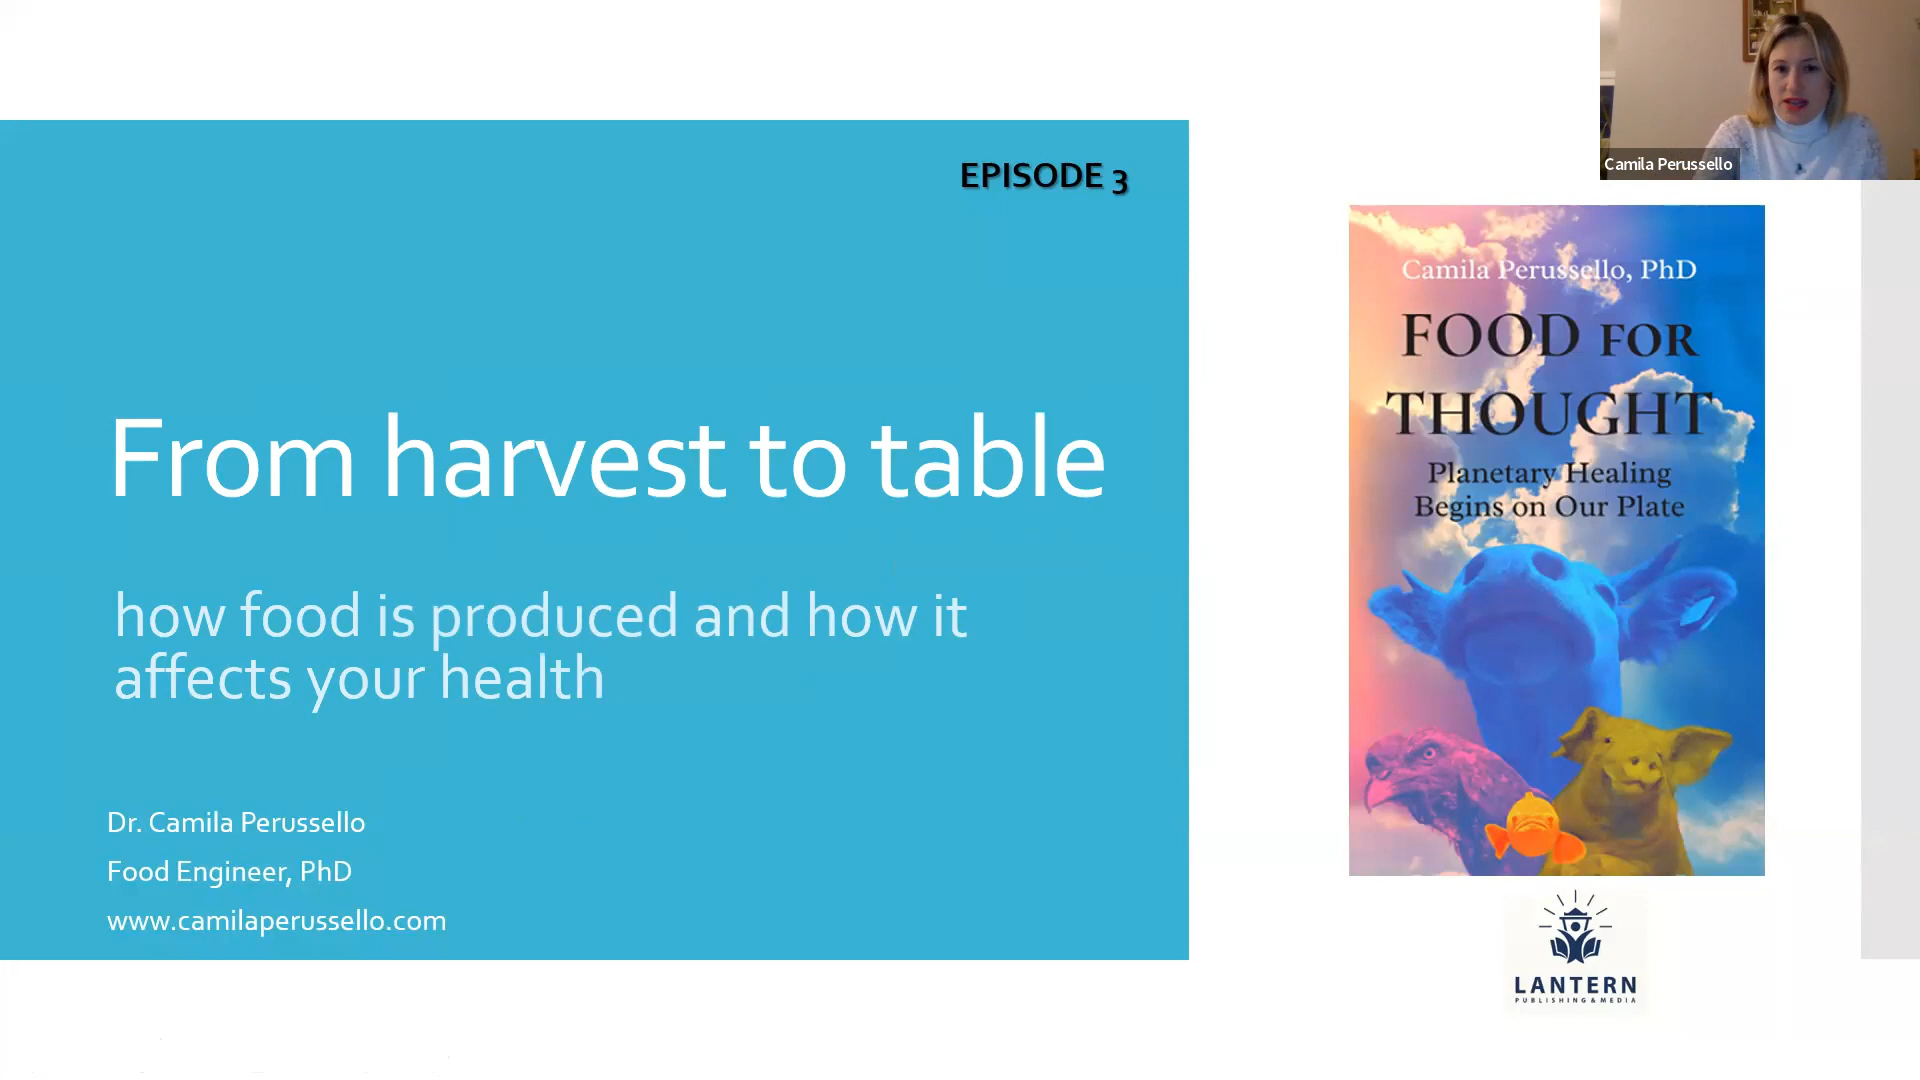 EPISODE 3
From harvest to table
how food is produced and how it
affects your health
Dr. Camila Perussello
Food Engineer, PhD
www.camilaperussello.com
Camila Perussello
Camila Perussello, PhD
FOOD FOR
THOUGHT
Planetary Healing
Begins on Our Plate
LANTERN
PUBLISHING & MEDIA